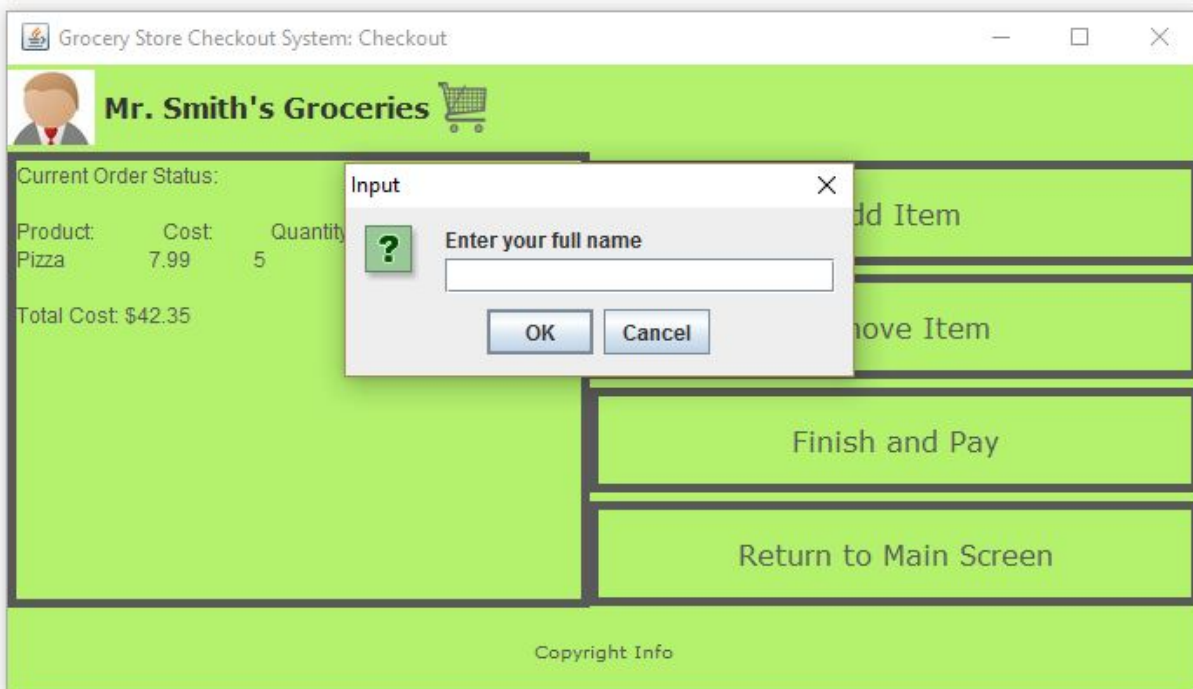 Grocery Store Checkout System: Checkout
Mr. Smith's Groceries
Current Order Status:
Product: Cost: Quantity
Pizza 7.99 5
Total Cost: $42.35
Input
Enter your full name
OK Cancel
dd Item
nove Item
Finish and Pay
Return to Main Screen
Copyright Info